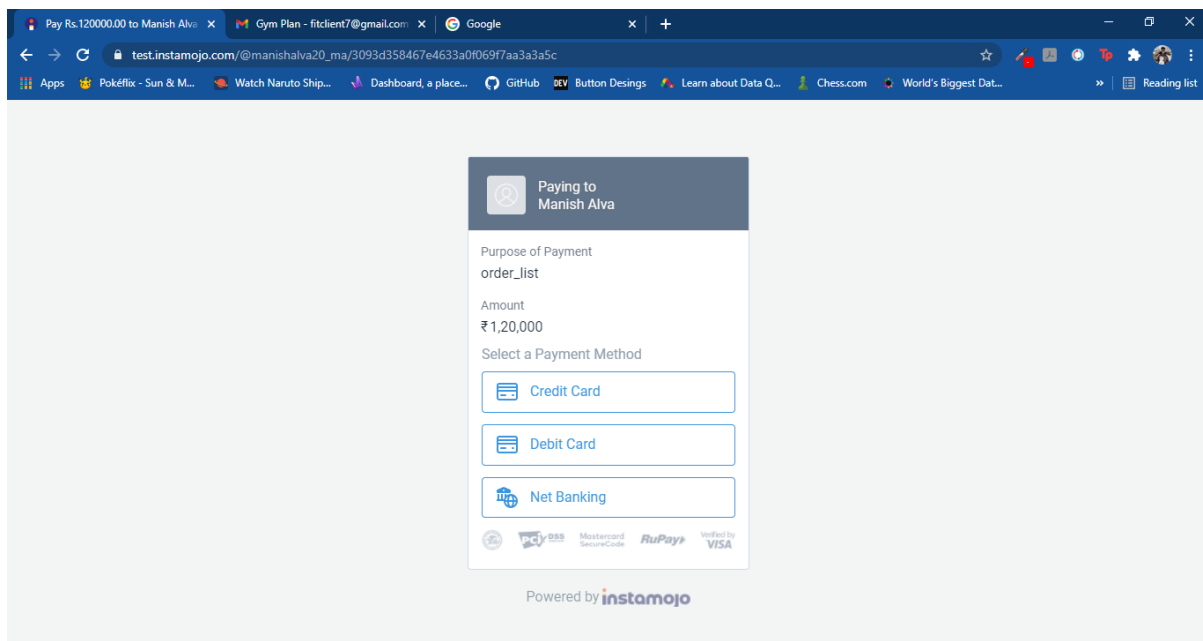 Pay Rs.120000.00 to Manish Alva
Gym Plan - fitclient7@gmail.com
Google
test.instamojo.com/@manishalva20_ma/3093d358467e4633a0f069f7aa3a3a5c
Apps
Pokéflix - Sun & M...
Watch Naruto Ship...
Dashboard, a place...
GitHub
DEV
Button Desings
Learn about Data Q...
Chess.com
World's Biggest Dat...
»
Reading list
Paying to
Manish Alva
Purpose of Payment
order_list
Amount
₹1,20,000
Select a Payment Method
Credit Card
Debit Card
Net Banking
PCI DSS
Mastercard
SecureCode
RuPay
Verified by
VISA
Powered by instamojo